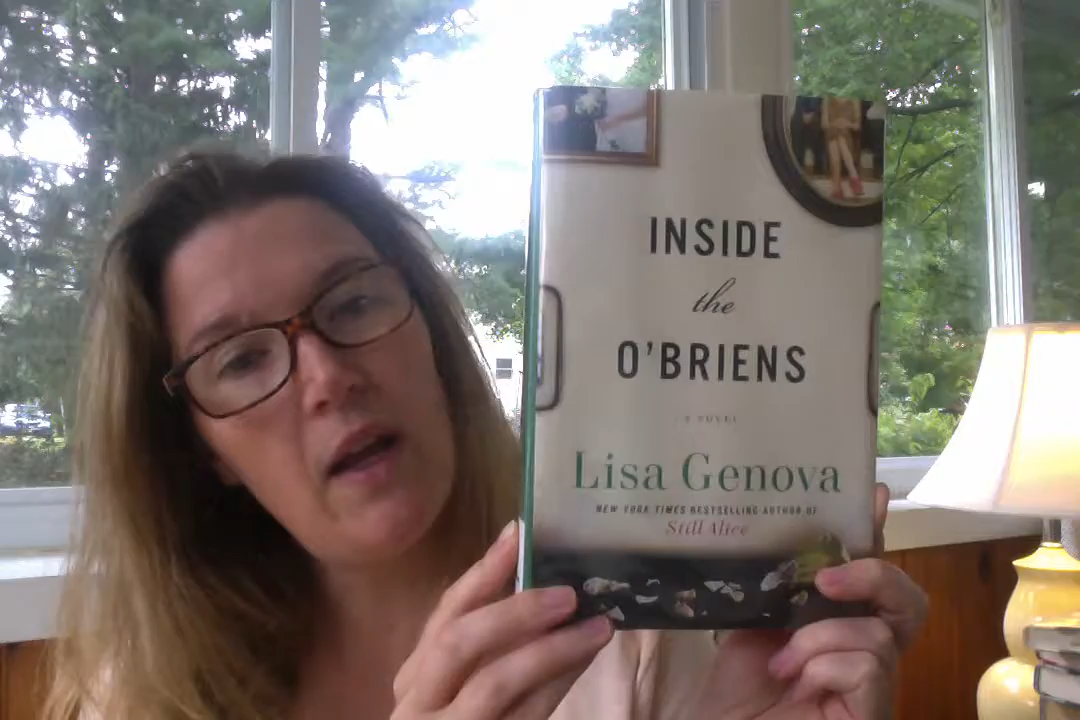 INSIDE
the
O'BRIENS
A NOVEL
Lisa Genova
NEW YORK TIMES BESTSELLING AUTHOR OF
Still Alice